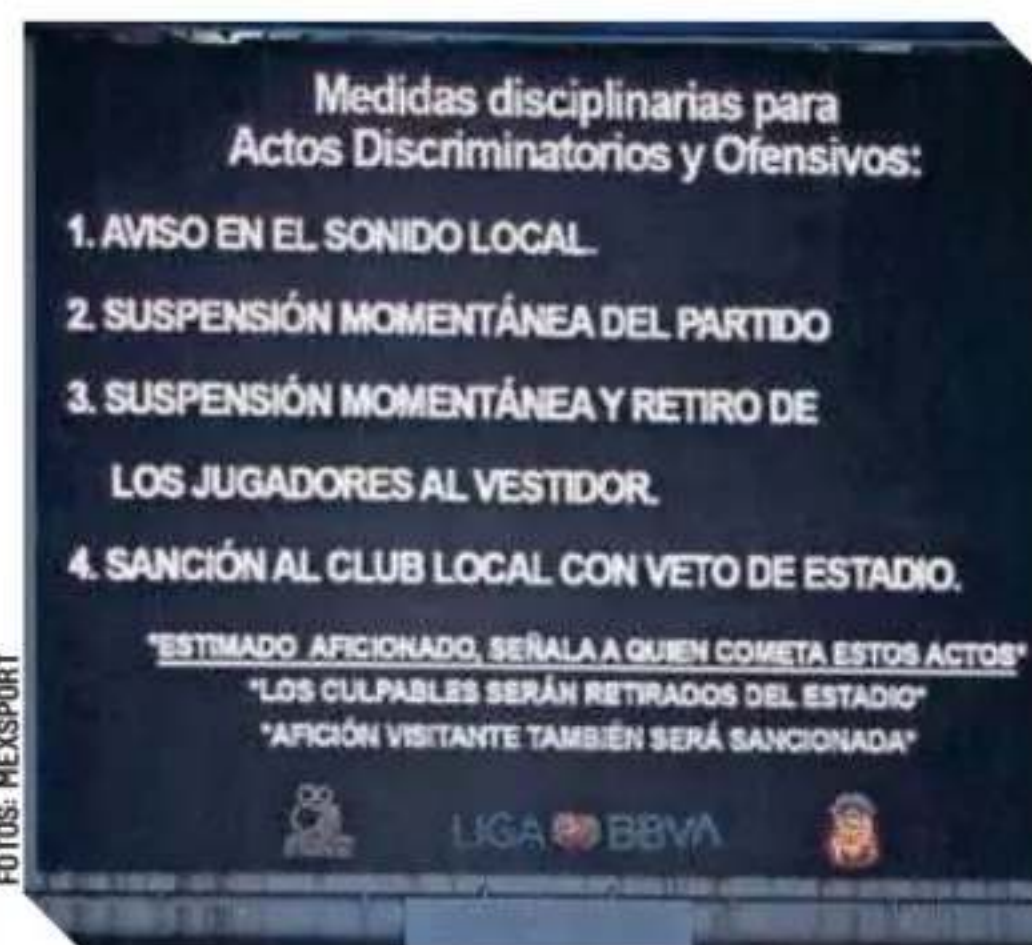 Medidas disciplinarias para
Actos Discriminatorios y Ofensivos:
1. AVISO EN EL SONIDO LOCAL.
2. SUSPENSIÓN MOMENTÁNEA DEL PARTIDO
3. SUSPENSIÓN MOMENTÁNEA Y RETIRO DE
LOS JUGADORES AL VESTIDOR.
4. SANCIÓN AL CLUB LOCAL CON VETO DE ESTADIO.
*ESTIMADO AFICIONADO, SEÑALA A QUIEN COMETA ESTOS ACTOS*
*LOS CULPABLES SERÁN RETIRADOS DEL ESTADIO*
*AFICIÓN VISITANTE TAMBIÉN SERÁ SANCIONADA*
LIGA BBVA
FOTOS: MEXSPORT